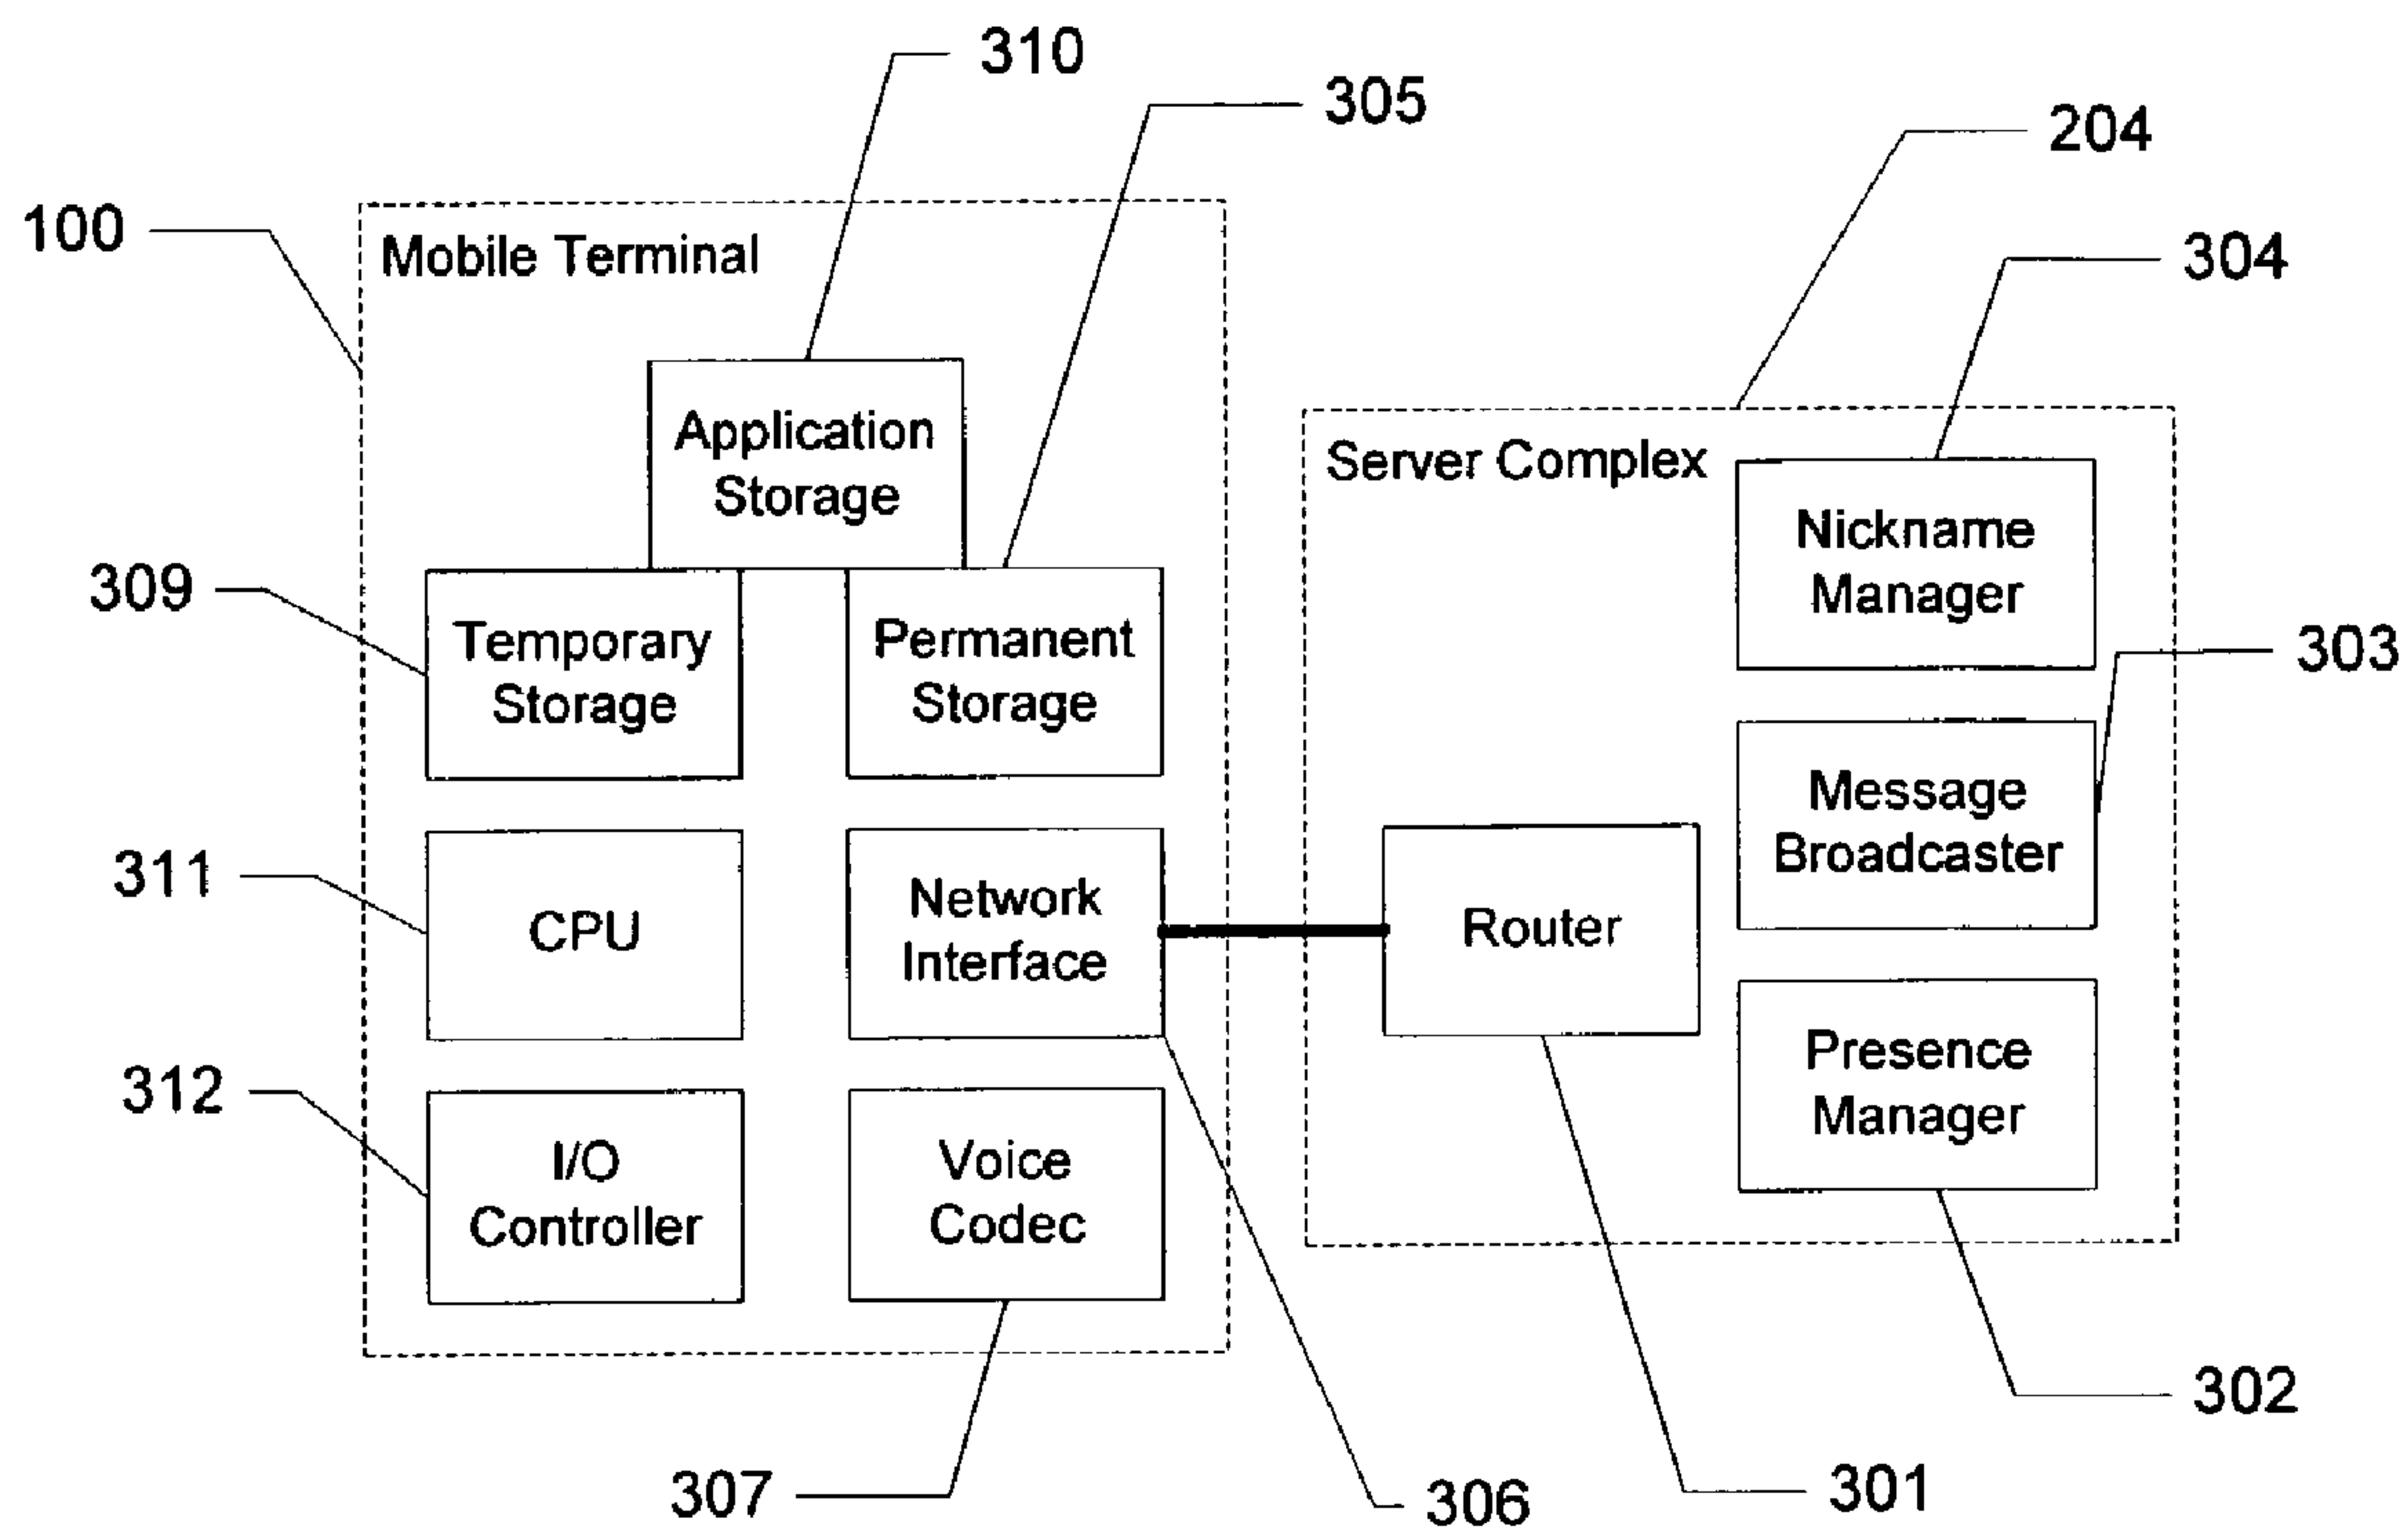 310
305
204
100
Mobile Terminal
304
Application
Storage
Server Complex
Nickname
Manager
309
Temporary
Storage
Permanent
Storage
303
Message
Broadcaster
311
CPU
Network
Interface
Router
Presence
Manager
312
I/O
Controller
Voice
Codec
302
307
306
301